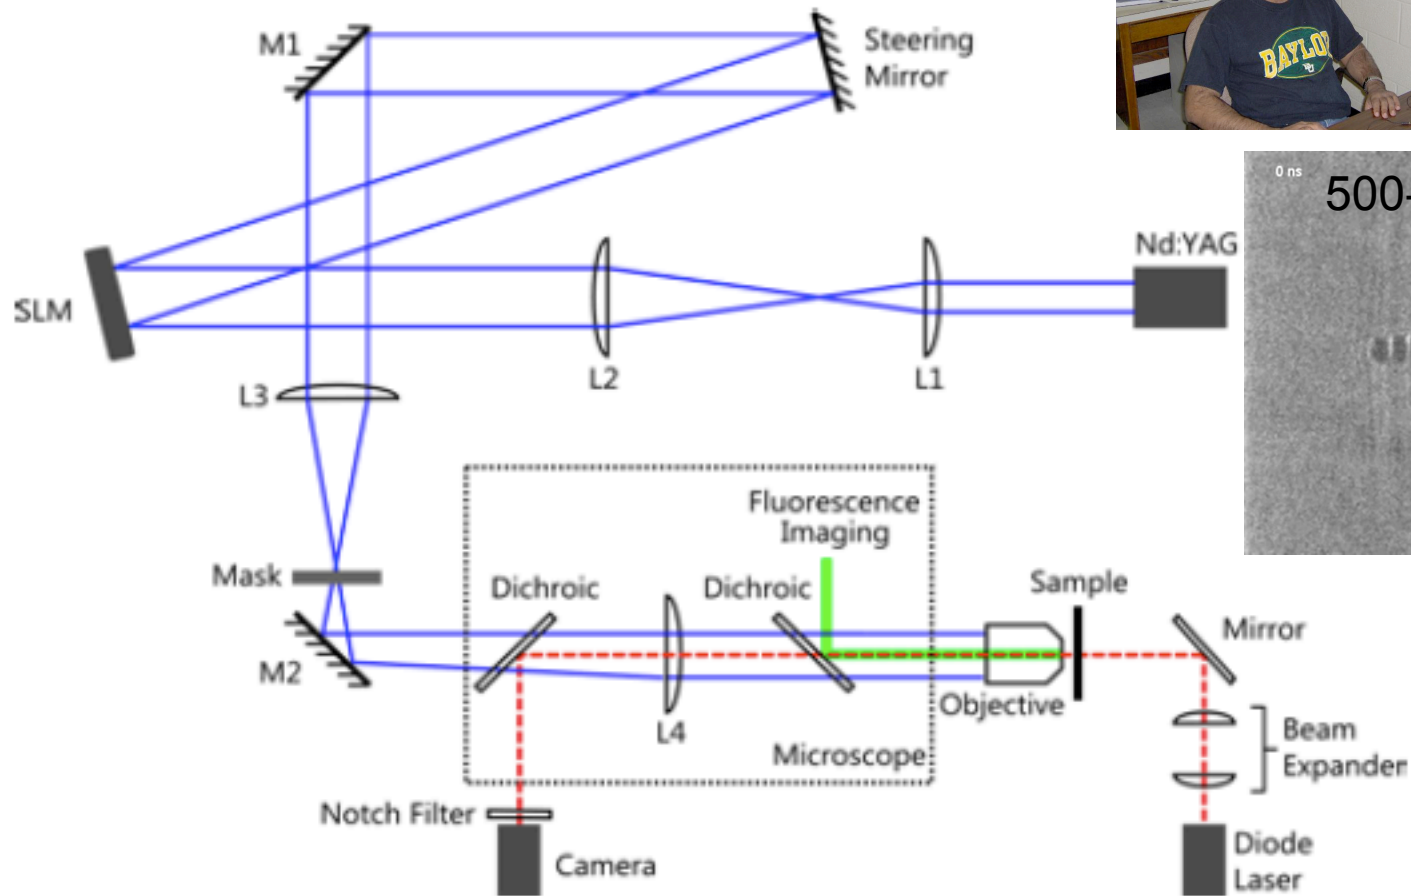 M1
Steering
Mirror
BAYLOR
0 ns
500-
Nd:YAG
SLM
L2
L1
L3
Fluorescence
Imaging
Mask
Dichroic
Dichroic
Sample
Mirror
M2
Objective
L4
Microscope
Beam
Expander
Notch Filter
Camera
Diode
Laser